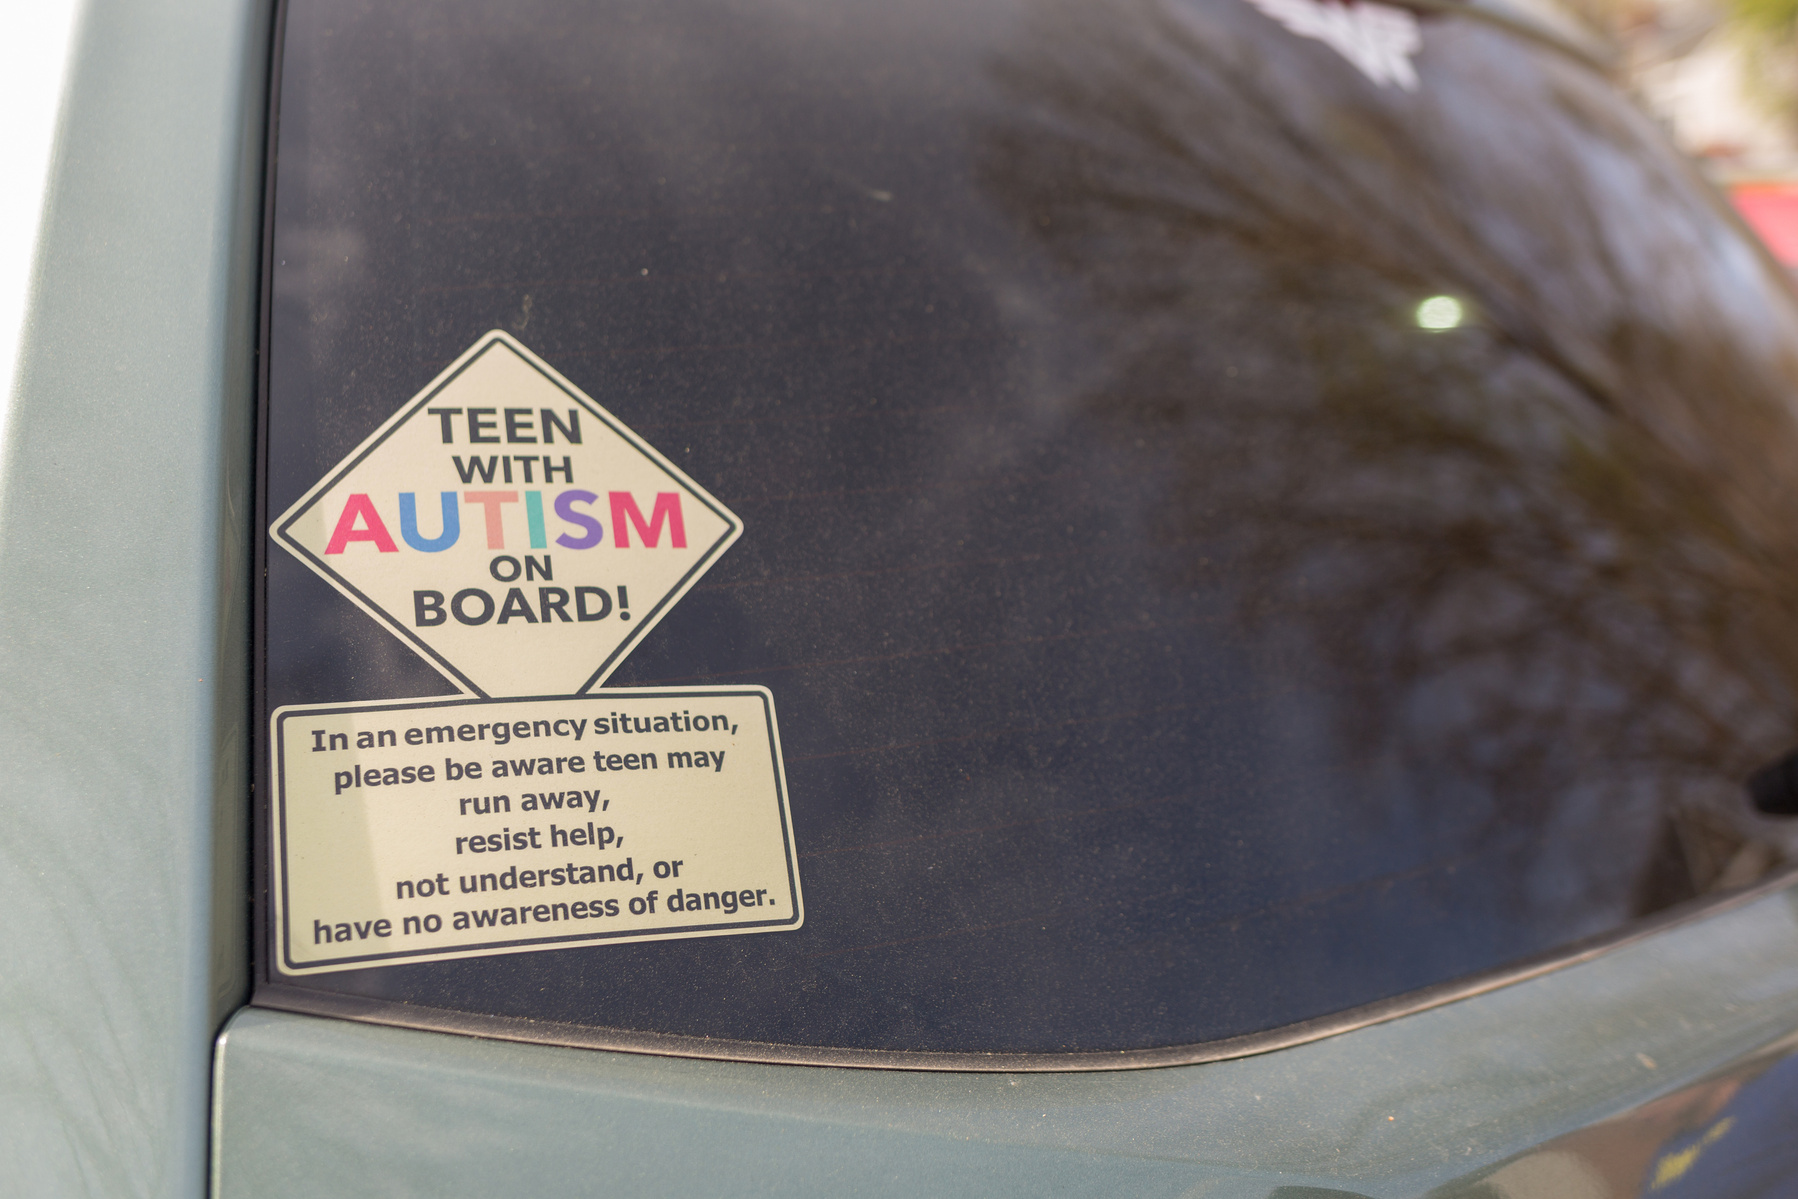 TEEN
WITH
AUTISM
ON
BOARD!
In an emergency situation,
please be aware teen may
run away,
resist help,
not understand, or
have no awareness of danger.